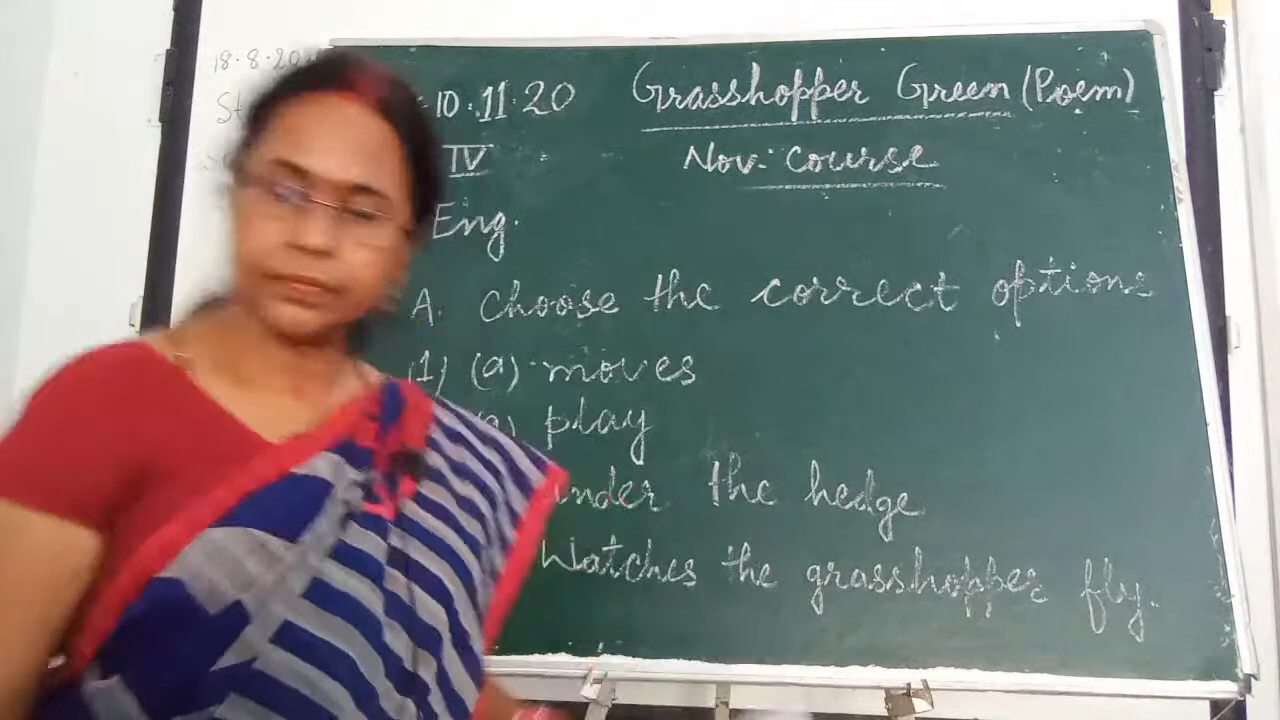 18.8.20
10.11.20 Grasshopper Green (Poem)
IV Nov. course
Eng.
A. Choose the correct options
(1) (a) moves
(a) play
under the hedge
Watches the grasshopper fly.